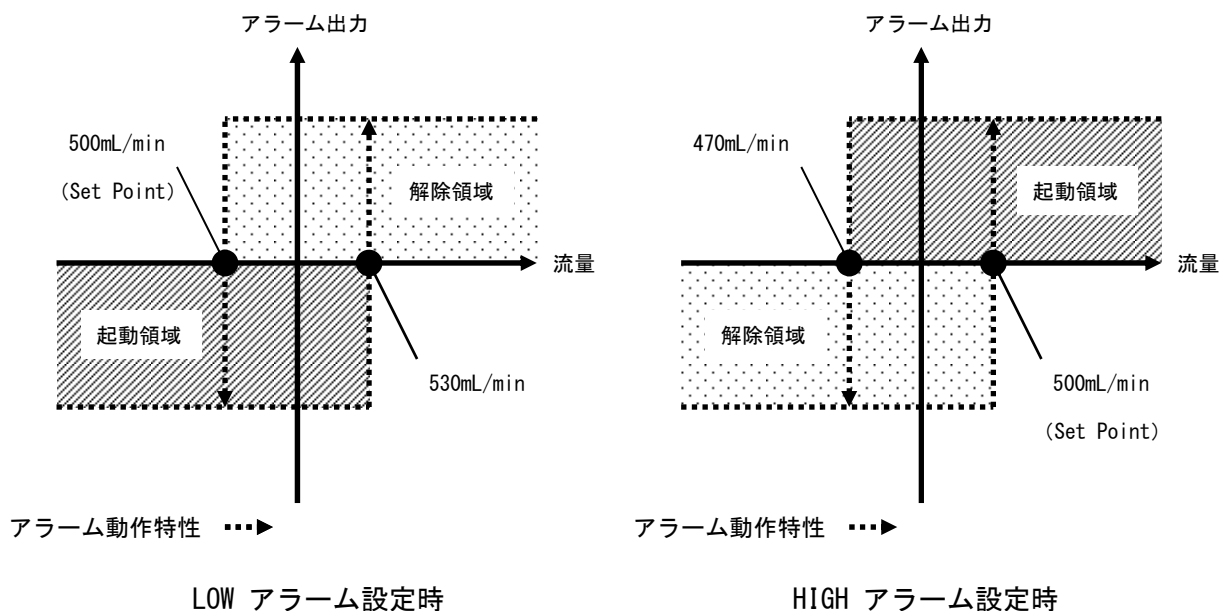 アラーム出力
500mL/min
(Set Point)
解除領域
流量
起動領域
530mL/min
アラーム動作特性
LOW アラーム設定時
アラーム出力
470mL/min
起動領域
流量
解除領域
500mL/min
(Set Point)
アラーム動作特性
HIGH アラーム設定時